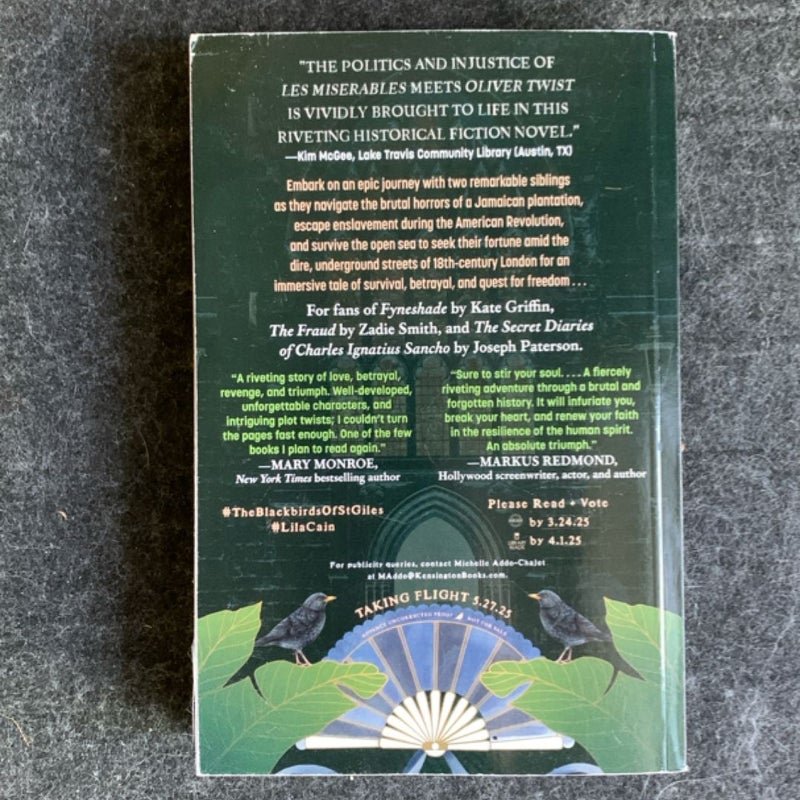 "THE POLITICS AND INJUSTICE OF
LES MISERABLES MEETS OLIVER TWIST
IS VIVIDLY BROUGHT TO LIFE IN THIS
RIVETING HISTORICAL FICTION NOVEL."
—Kim McGee, Lake Travis Community Library (Austin, TX)
Embark on an epic journey with two remarkable siblings
as they navigate the brutal horrors of a Jamaican plantation,
escape enslavement during the American Revolution,
and survive the open sea to seek their fortune amid the
dire, underground streets of 18th-century London for an
immersive tale of survival, betrayal, and quest for freedom . . .
For fans of Fyneshade by Kate Griffin,
The Fraud by Zadie Smith, and The Secret Diaries
of Charles Ignatius Sancho by Joseph Paterson.
"A riveting story of love, betrayal,
revenge, and triumph. Well-developed,
unforgettable characters, and
intriguing plot twists; I couldn't turn
the pages fast enough. One of the few
books I plan to read again."
—MARY MONROE,
New York Times bestselling author
"Sure to stir your soul. . . . A fiercely
riveting adventure through a brutal and
forgotten history. It will infuriate you,
break your heart, and renew your faith
in the resilience of the human spirit.
An absolute triumph."
—MARKUS REDMOND,
Hollywood screenwriter, actor, and author
#TheBlackbirdsOfStGiles
#LilaCain
Please Read + Vote
by 3.24.25
by 4.1.25
For publicity queries, contact Michelle Addo-Chajet
at MAddo@KensingtonBooks.com.
TAKING FLIGHT 5.27.25
ADVANCE UNCORRECTED PROOF NOT FOR SALE